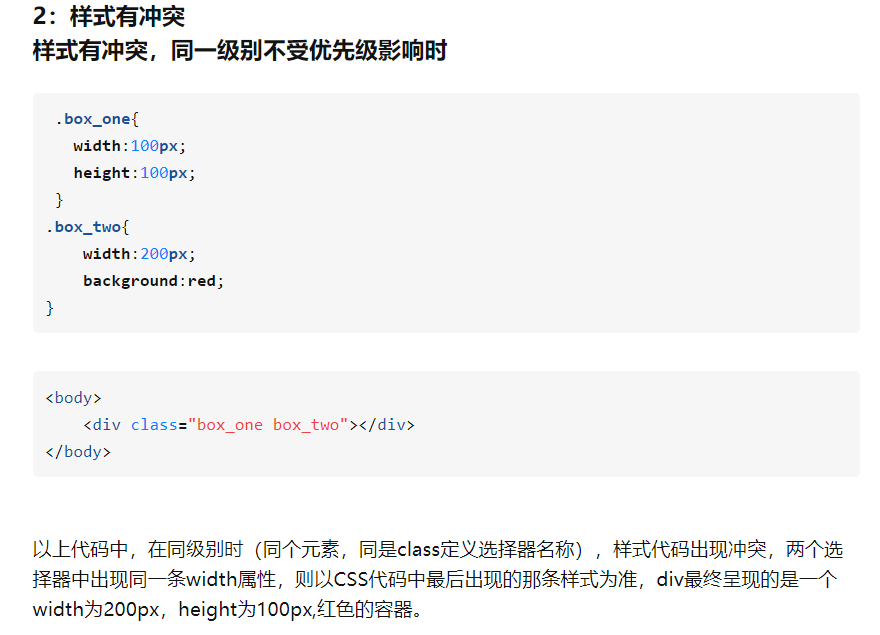 2：样式有冲突
样式有冲突，同一级别不受优先级影响时
.box_one{
width:100px;
height:100px;
}
.box_two{
width:200px;
background:red;
}
<body>
<div class="box_one box_two"></div>
</body>
以上代码中，在同级别时（同个元素，同是class定义选择器名称），样式代码出现冲突，两个选
择器中出现同一条width属性，则以CSS代码中最后出现的那条样式为准，div最终呈现的是一个
width为200px，height为100px,红色的容器。